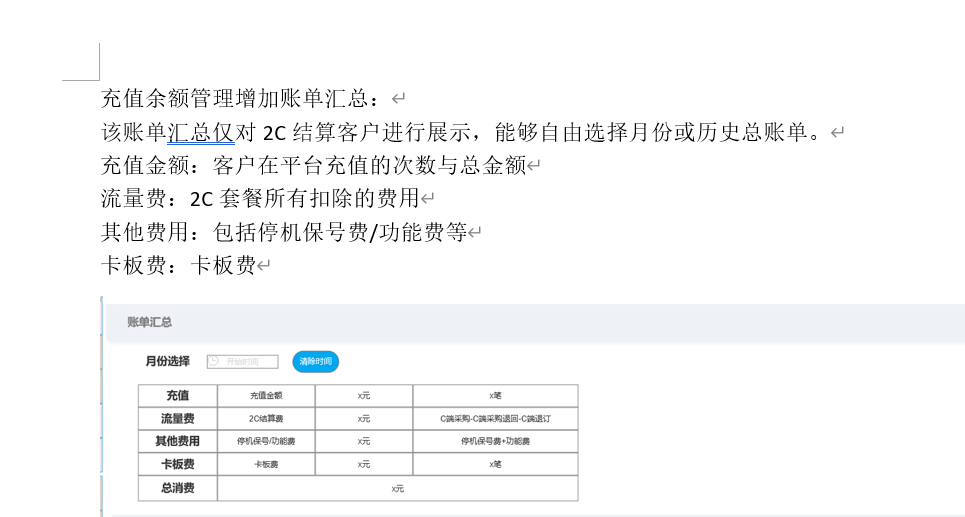 充值余额管理增加账单汇总：
该账单汇总仅对 2C 结算客户进行展示，能够自由选择月份或历史总账单。
充值金额：客户在平台充值的次数与总金额
流量费：2C 套餐所有扣除的费用
其他费用：包括停机保号费/功能费等
卡板费：卡板费
账单汇总
月份选择 开始时间 清除时间
充值 充值金额 x元 x笔
流量费 2C结算费 x元 C端采购-C端采购退回-C端退订
其他费用 停机保号/功能费 x元 停机保号费+功能费
卡板费 卡板费 x元 x笔
总消费 x元